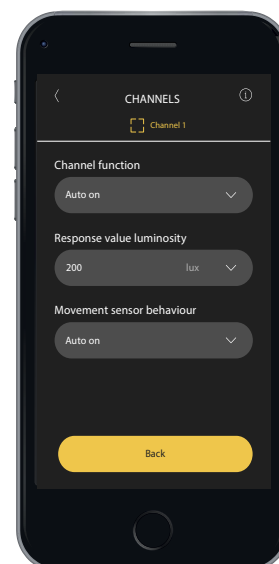 CHANNELS
Channel 1
Channel function
Auto on
Response value luminosity
200 lux
Movement sensor behaviour
Auto on
Back